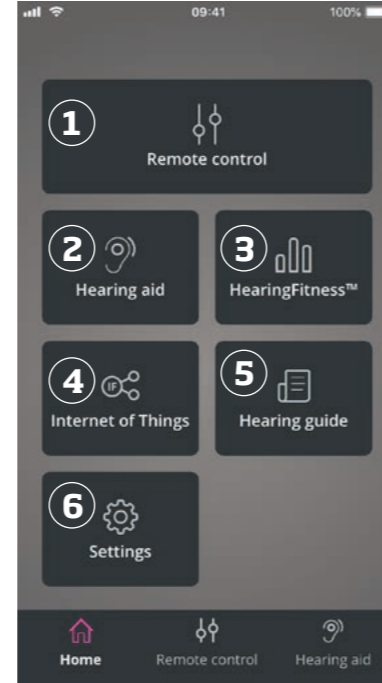 09:41
100%
1
Remote control
2
3
Hearing aid
HearingFitness™
4
IF
5
Internet of Things
Hearing guide
6
Settings
Home
Remote control
Hearing aid